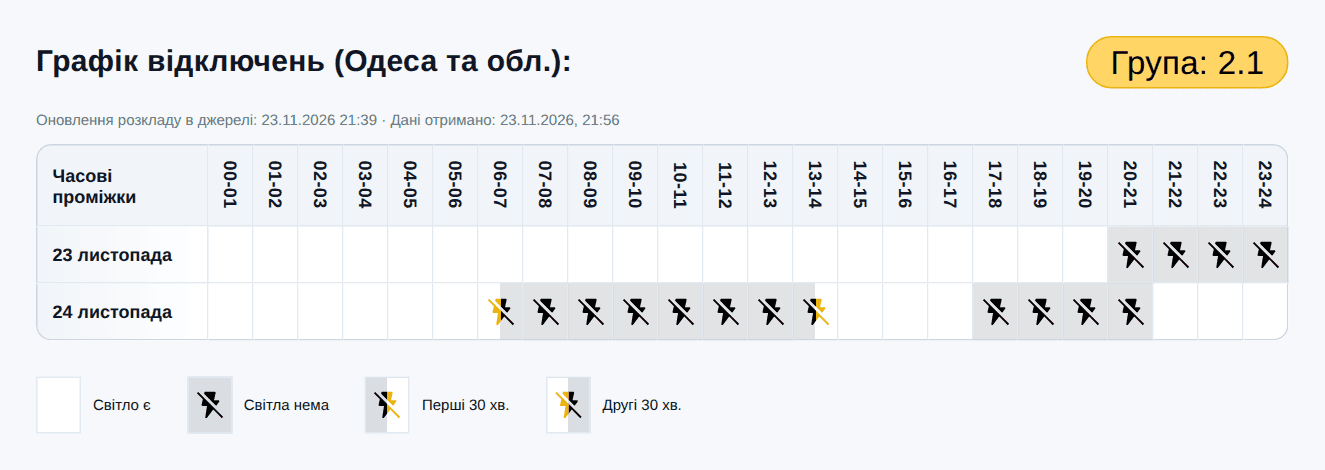 Графік відключень (Одеса та обл.):
Група: 2.1
Оновлення розкладу в джерелі: 23.11.2026 21:39 · Дані отримано: 23.11.2026, 21:56
Часові
проміжки
00-01
01-02
02-03
03-04
04-05
05-06
06-07
07-08
08-09
09-10
10-11
11-12
12-13
13-14
14-15
15-16
16-17
17-18
18-19
19-20
20-21
21-22
22-23
23-24
23 листопада
24 листопада
Світло є
Світла нема
Перші 30 хв.
Другі 30 хв.